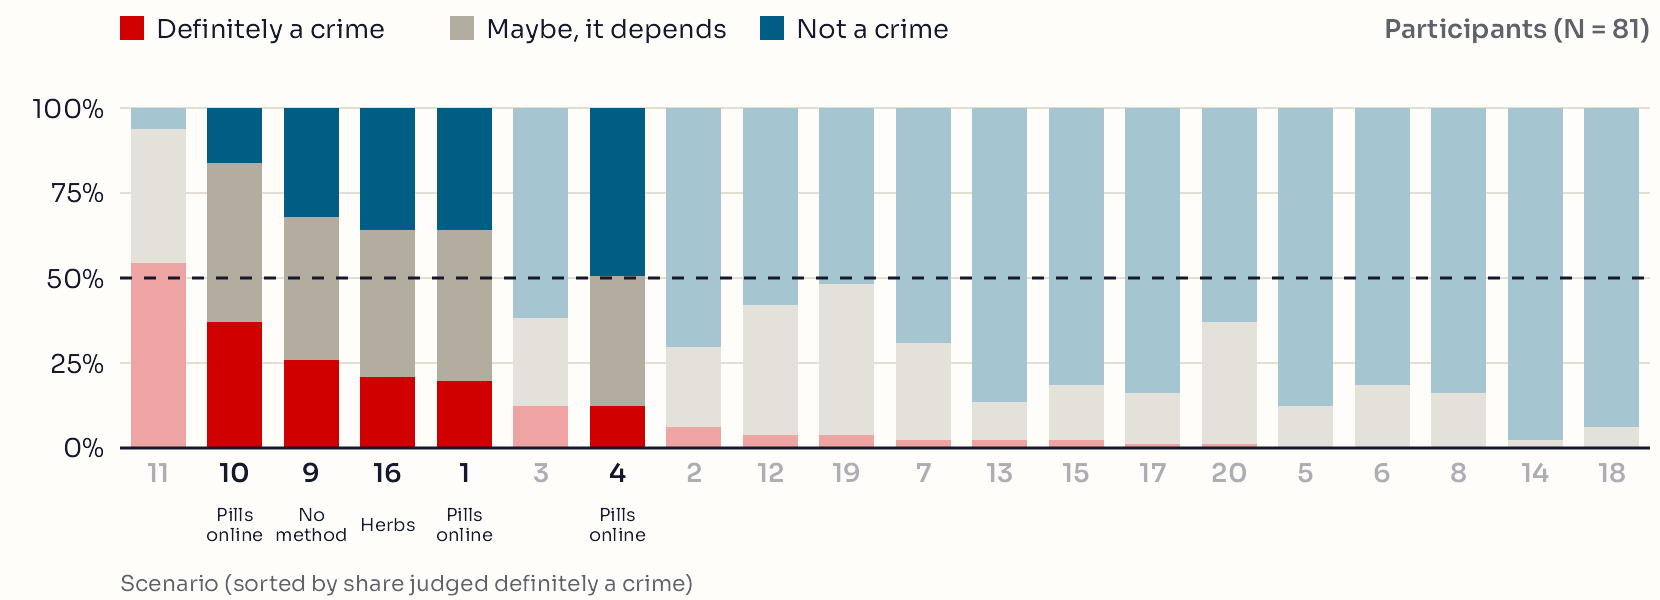 Definitely a crime Maybe, it depends Not a crime Participants (N = 81)
100%
75%
50%
25%
0%
11 10 9 16 1 3 4 2 12 19 7 13 15 17 20 5 6 8 14 18
Pills online No method Herbs Pills online Pills online
Scenario (sorted by share judged definitely a crime)